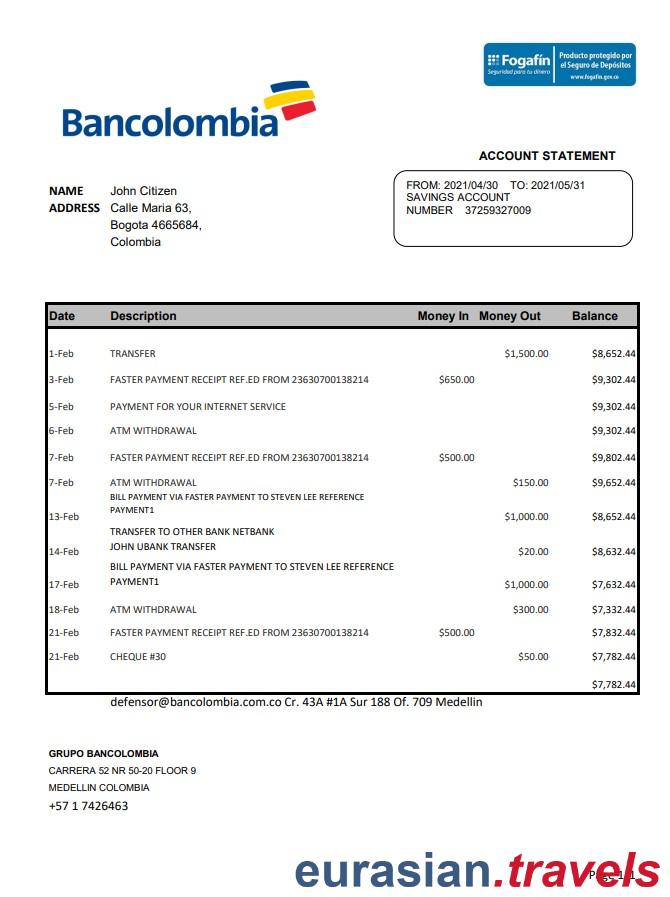 Fogafín
Seguridad para tu dinero
Producto protegido por
el Seguro de Depósitos
www.fogafin.gov.co
Bancolombia
ACCOUNT STATEMENT
NAME John Citizen
ADDRESS Calle Maria 63,
Bogota 4665684,
Colombia
FROM: 2021/04/30 TO: 2021/05/31
SAVINGS ACCOUNT
NUMBER 37259327009
Date Description Money In Money Out Balance
1-Feb TRANSFER $1,500.00 $8,652.44
3-Feb FASTER PAYMENT RECEIPT REF.ED FROM 23630700138214 $650.00 $9,302.44
5-Feb PAYMENT FOR YOUR INTERNET SERVICE $9,302.44
6-Feb ATM WITHDRAWAL $9,302.44
7-Feb FASTER PAYMENT RECEIPT REF.ED FROM 23630700138214 $500.00 $9,802.44
7-Feb ATM WITHDRAWAL $150.00 $9,652.44
BILL PAYMENT VIA FASTER PAYMENT TO STEVEN LEE REFERENCE
PAYMENT1
13-Feb $1,000.00 $8,652.44
TRANSFER TO OTHER BANK NETBANK
JOHN UBANK TRANSFER
14-Feb $20.00 $8,632.44
BILL PAYMENT VIA FASTER PAYMENT TO STEVEN LEE REFERENCE
PAYMENT1
17-Feb $1,000.00 $7,632.44
18-Feb ATM WITHDRAWAL $300.00 $7,332.44
21-Feb FASTER PAYMENT RECEIPT REF.ED FROM 23630700138214 $500.00 $7,832.44
21-Feb CHEQUE #30 $50.00 $7,782.44
$7,782.44
defensor@bancolombia.com.co Cr. 43A #1A Sur 188 Of. 709 Medellin
GRUPO BANCOLOMBIA
CARRERA 52 NR 50-20 FLOOR 9
MEDELLIN COLOMBIA
+57 1 7426463
eurasian.travels